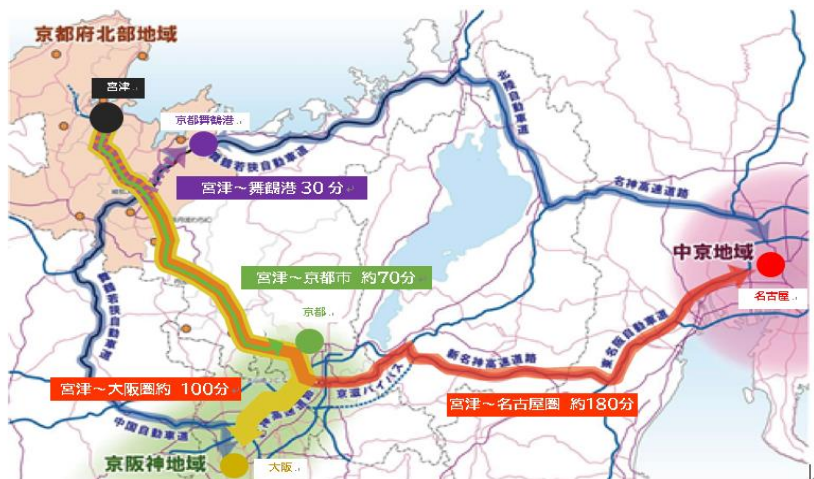 京都府北部地域
宮津
京都舞鶴港
北陸自動車道
舞鶴若狭自動車道
宮津～舞鶴港 30分
名神高速道路
中京地域
宮津～京都市 約70分
名古屋
京都
舞鶴若狭自動車道
新名神高速道路
東名阪自動車道
宮津～大阪圏約 100分
京滋バイパス
宮津～名古屋圏 約180分
中国自動車道
京阪神地域
大阪